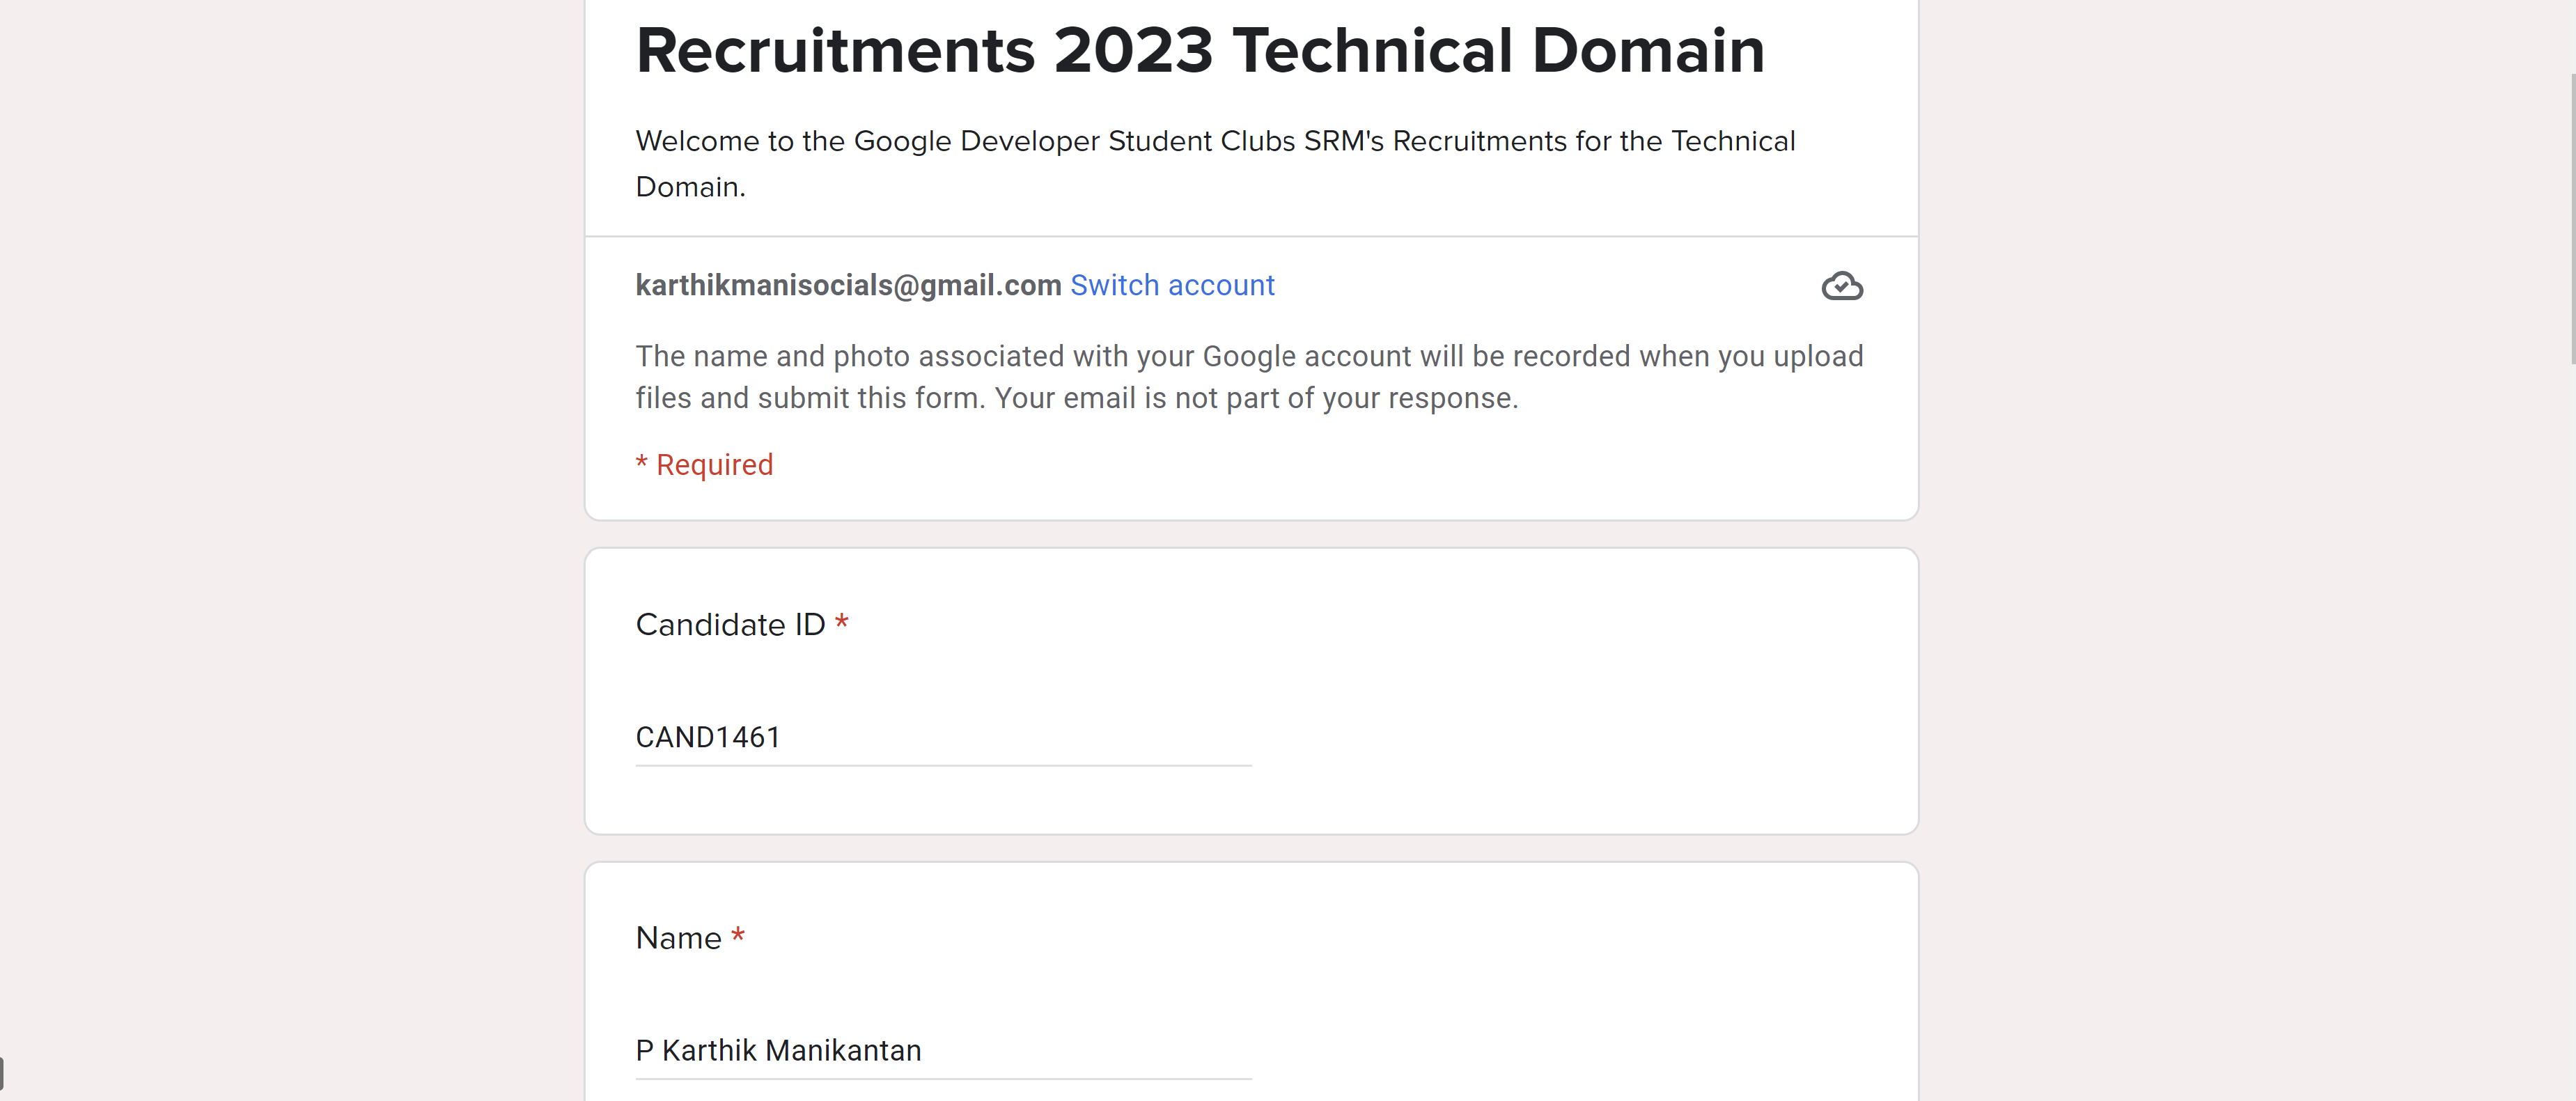 Recruitments 2023 Technical Domain
Welcome to the Google Developer Student Clubs SRM's Recruitments for the Technical
Domain.
karthikmanisocials@gmail.com Switch account
The name and photo associated with your Google account will be recorded when you upload
files and submit this form. Your email is not part of your response.
* Required
Candidate ID *
CAND1461
Name *
P Karthik Manikantan